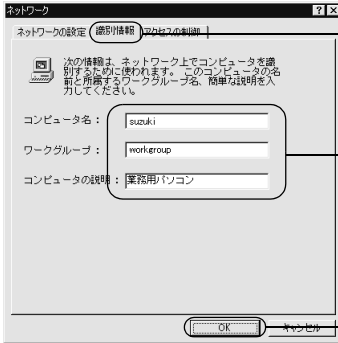 ネットワーク
ネットワークの設定 識別情報 アクセスの制御
次の情報は、ネットワーク上でコンピュータを識
別するために使われます。このコンピュータの名
前と所属するワークグループ名、簡単な説明を入
力してください。
コンピュータ名:
suzuki
ワークグループ:
workgroup
コンピュータの説明:
業務用パソコン
OK キャンセル